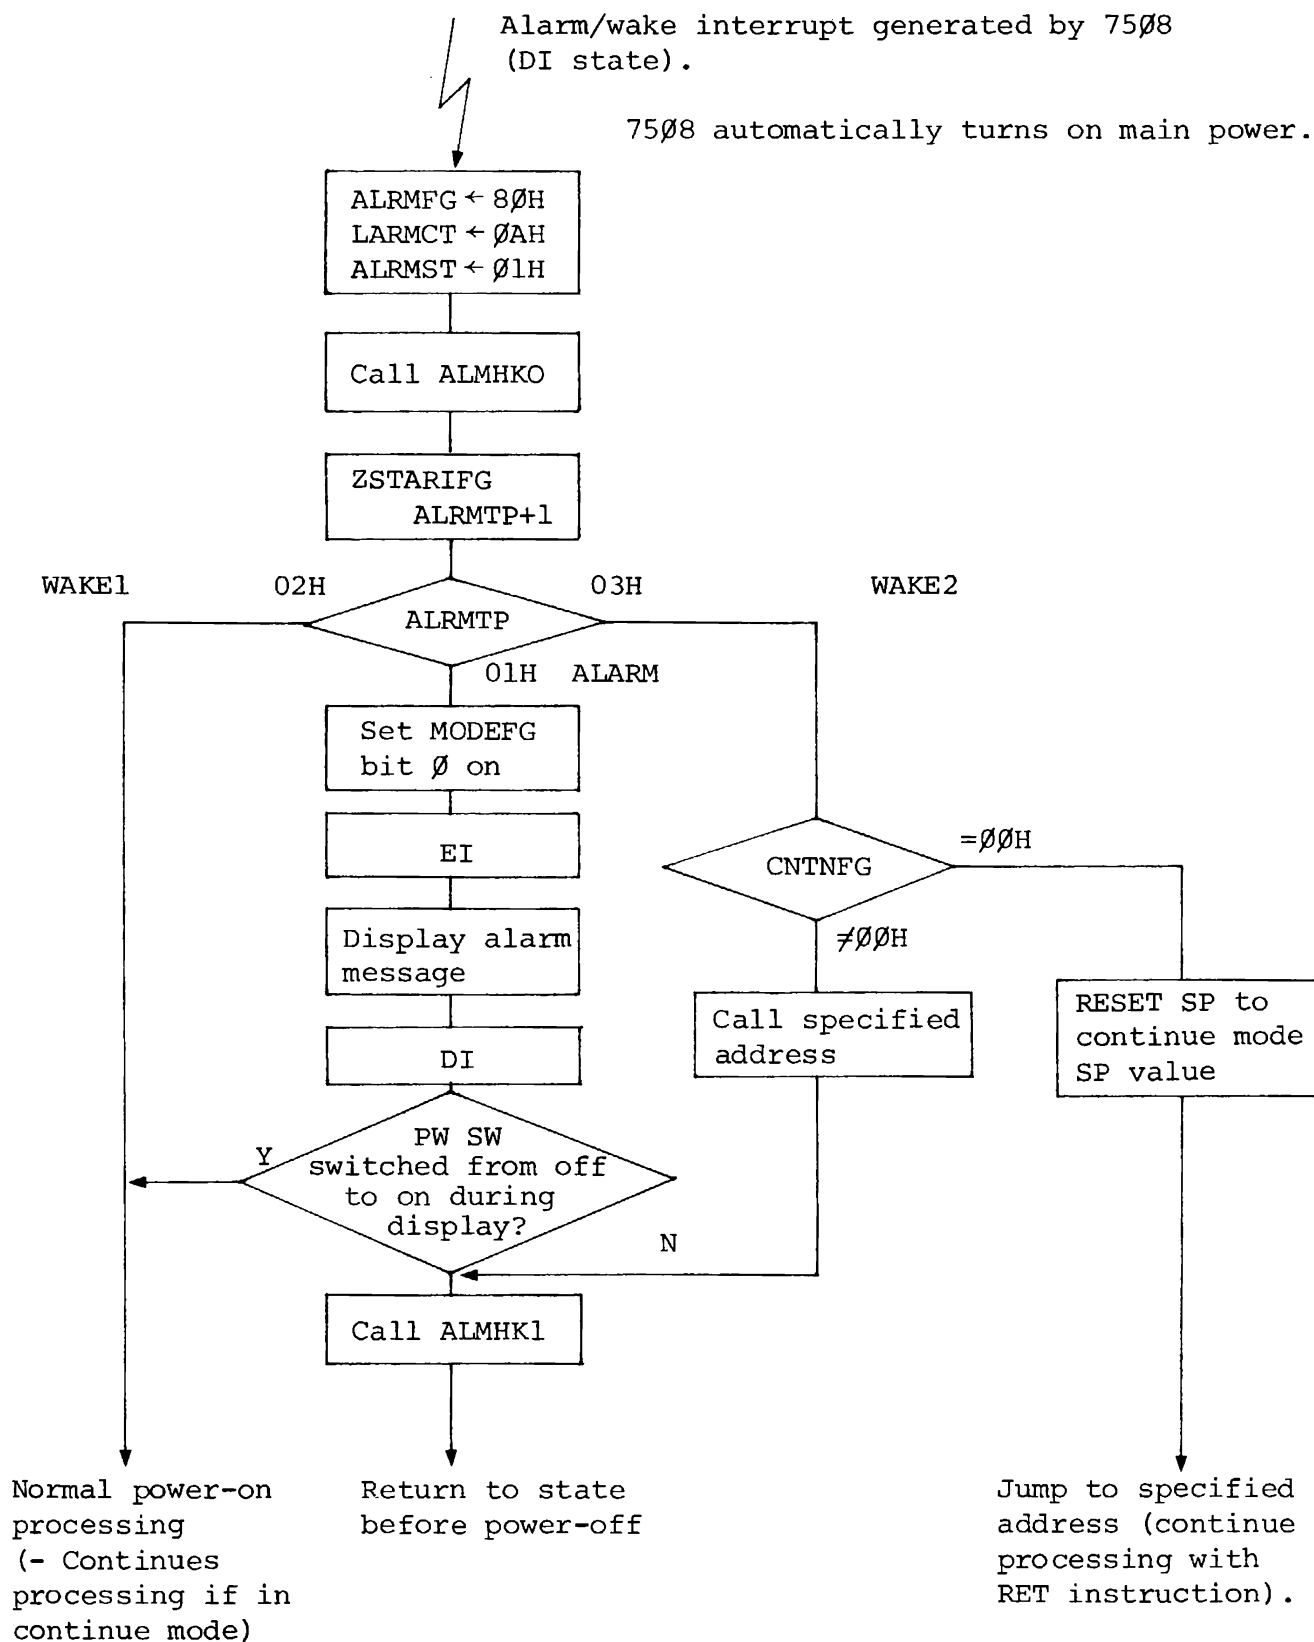 Alarm/wake interrupt generated by 75Ø8
(DI state).
75Ø8 automatically turns on main power.
ALRMFG ← 8ØH
LARMCT ← ØAH
ALRMST ← Ø1H
Call ALMHKO
ZSTARIFG
ALRMTP+1
WAKE1
O2H
O3H
WAKE2
ALRMTP
O1H ALARM
Set MODEFG
bit Ø on
EI
CNTNFG
=ØØH
≠ØØH
Display alarm
message
RESET SP to
continue mode
SP value
Call specified
address
DI
PW SW
switched from off
to on during
display?
Y
N
Call ALMHK1
Normal power-on
processing
(- Continues
processing if in
continue mode)
Return to state
before power-off
Jump to specified
address (continue
processing with
RET instruction).